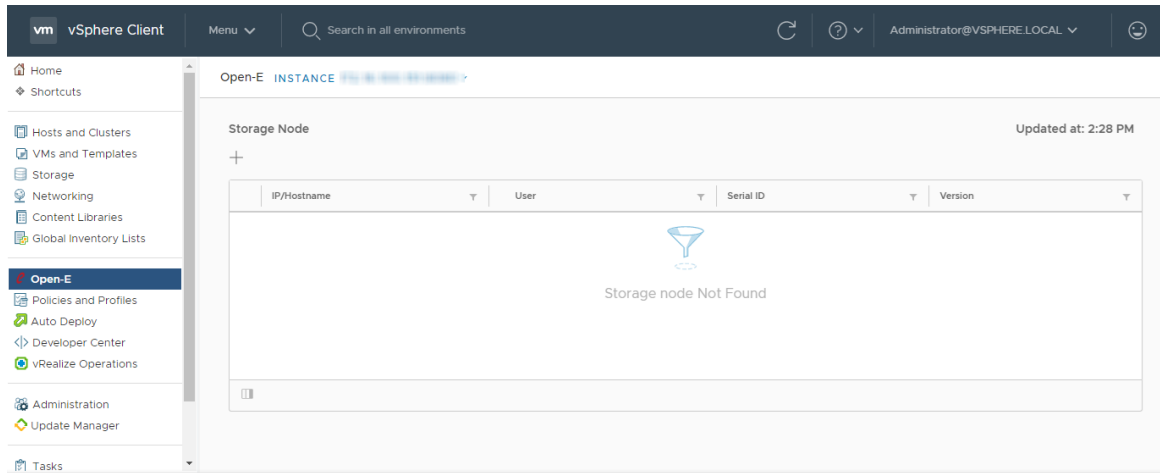 vm vSphere Client Menu Search in all environments Administrator@VSPHERE.LOCAL
Home
Shortcuts
Hosts and Clusters
VMs and Templates
Storage
Networking
Content Libraries
Global Inventory Lists
Open-E
Policies and Profiles
Auto Deploy
Developer Center
vRealize Operations
Administration
Update Manager
Tasks
Open-E INSTANCE
Storage Node Updated at: 2:28 PM
IP/Hostname User Serial ID Version
Storage node Not Found